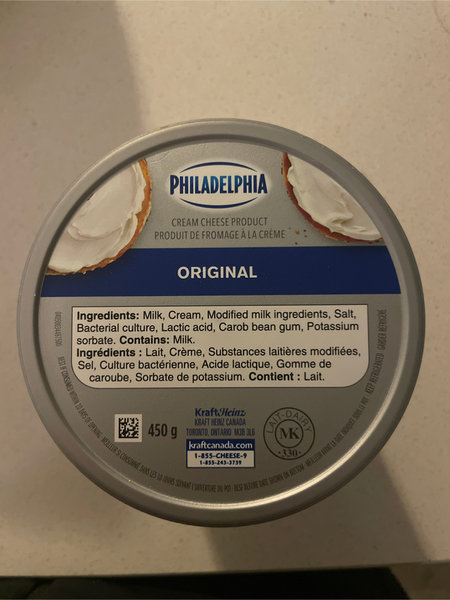 PHILADELPHIA
CREAM CHEESE PRODUCT
PRODUIT DE FROMAGE À LA CRÈME
ORIGINAL
Ingredients: Milk, Cream, Modified milk ingredients, Salt,
Bacterial culture, Lactic acid, Carob bean gum, Potassium
sorbate. Contains: Milk.
Ingrédients : Lait, Crème, Substances laitières modifiées,
Sel, Culture bactérienne, Acide lactique, Gomme de
caroube, Sorbate de potassium. Contient : Lait.
450 g
KraftHeinz
KRAFT HEINZ CANADA
TORONTO, ONTARIO M3B 3L6
kraftcanada.com
1-855-CHEESE-9
1-855-243-3739
LAIT-DAIRY
MK
•330•
KEEP REFRIGERATED